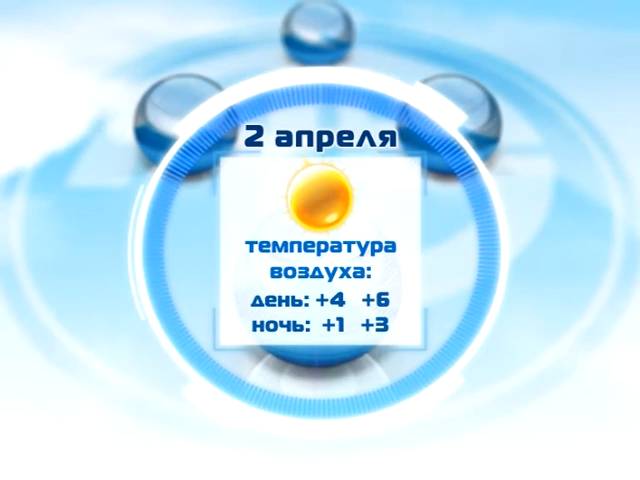 2 апреля
температура
воздуха:
день: +4 +6
ночь: +1 +3